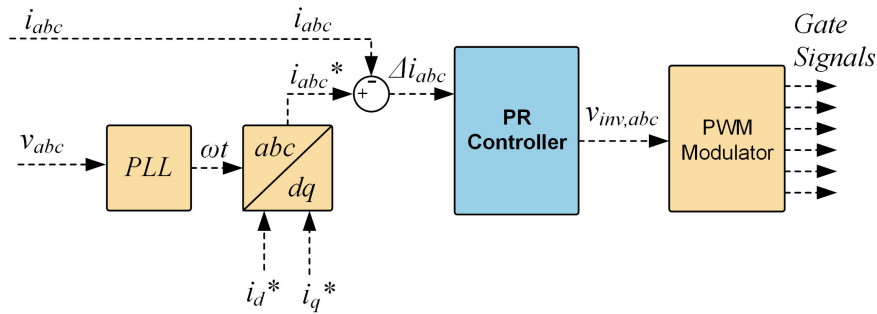 i_abc
i_abc
Gate
Signals
i_abc*
Δi_abc
+
-
PR
Controller
v_inv,abc
PWM
Modulator
v_abc
PLL
ωt
abc
dq
i_d*
i_q*